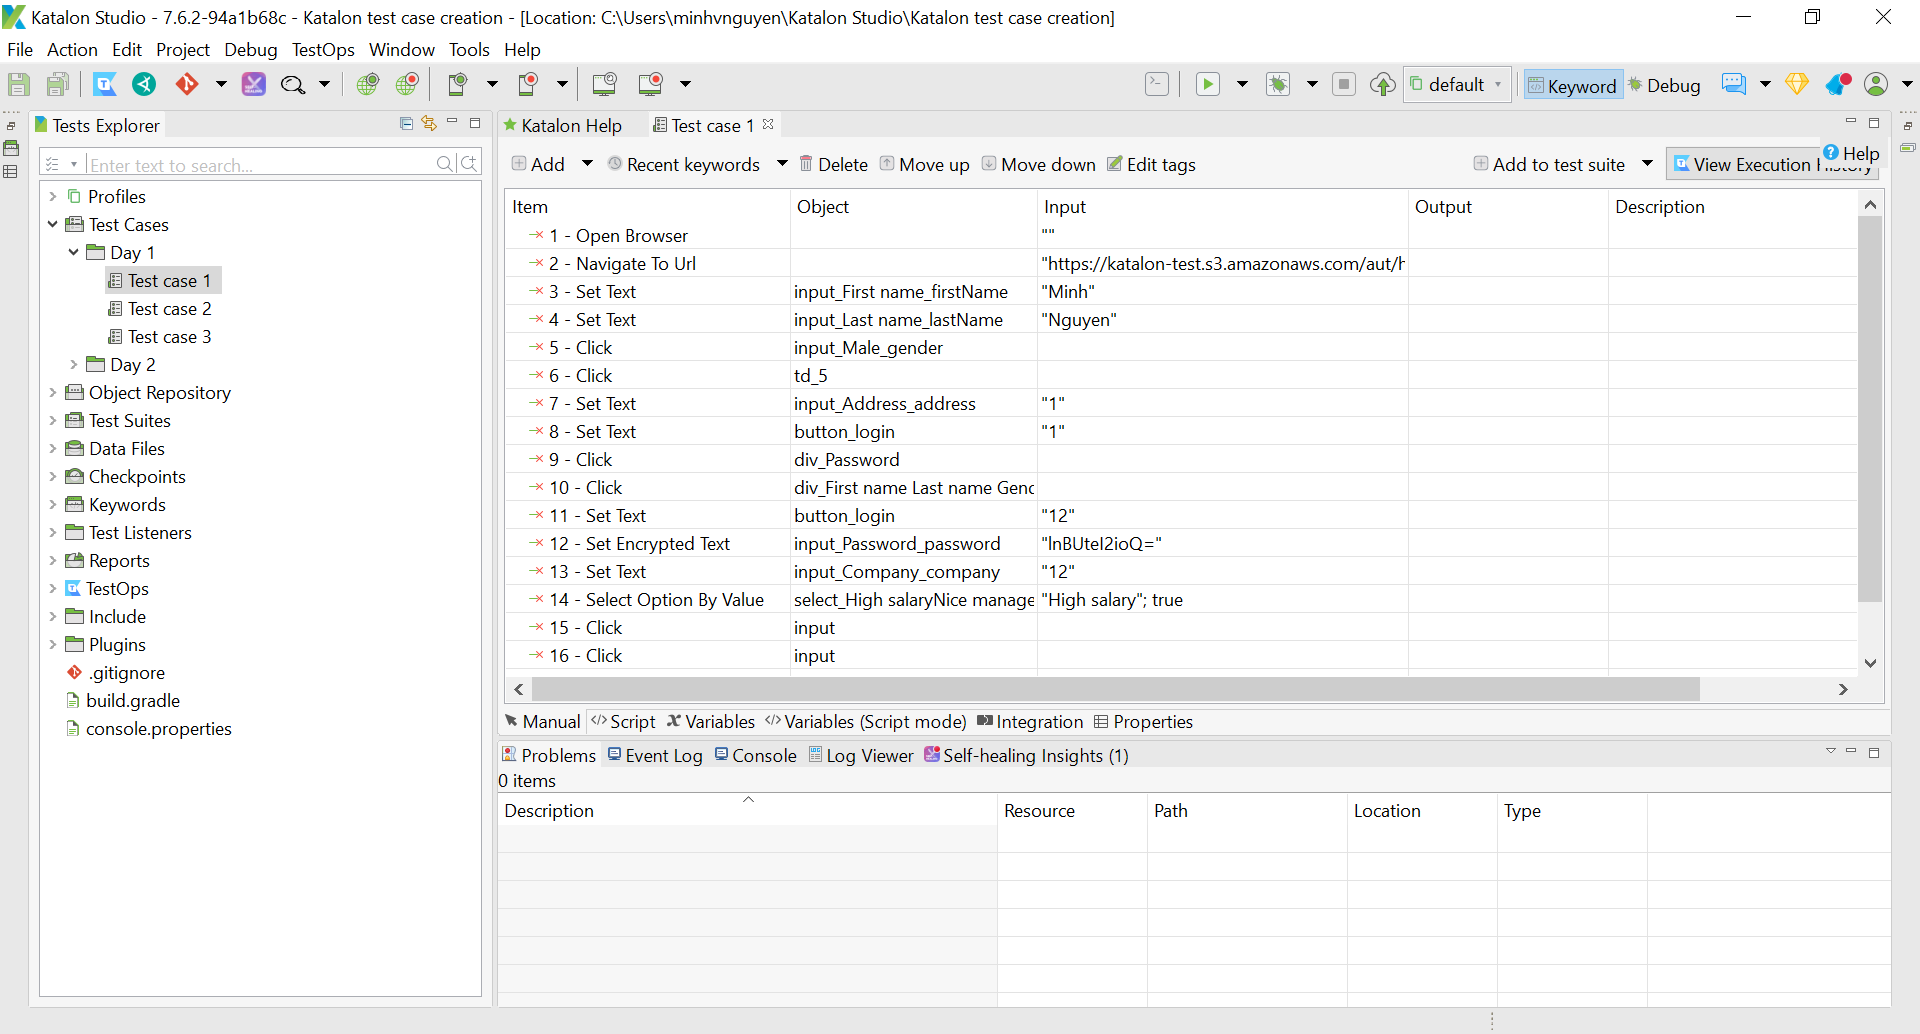 Katalon Studio - 7.6.2-94a1b68c - Katalon test case creation - [Location: C:\Users\minhvnguyen\Katalon Studio\Katalon test case creation]
File Action Edit Project Debug TestOps Window Tools Help
default Keyword Debug
Tests Explorer
Enter text to search...
Profiles
Test Cases
Day 1
Test case 1
Test case 2
Test case 3
Day 2
Object Repository
Test Suites
Data Files
Checkpoints
Keywords
Test Listeners
Reports
TestOps
Include
Plugins
.gitignore
build.gradle
console.properties
Katalon Help Test case 1
Add Recent keywords Delete Move up Move down Edit tags Add to test suite View Execution Help
Item Object Input Output Description
1 - Open Browser ""
2 - Navigate To Url "https://katalon-test.s3.amazonaws.com/aut/h
3 - Set Text input_First name_firstName "Minh"
4 - Set Text input_Last name_lastName "Nguyen"
5 - Click input_Male_gender
6 - Click td_5
7 - Set Text input_Address_address "1"
8 - Set Text button_login "1"
9 - Click div_Password
10 - Click div_First name Last name Gend
11 - Set Text button_login "12"
12 - Set Encrypted Text input_Password_password
13 - Set Text input_Company_company "12"
14 - Select Option By Value select_High salaryNice manage "High salary"; true
15 - Click input
16 - Click input
Manual Script Variables Variables (Script mode) Integration Properties
Problems Event Log Console Log Viewer Self-healing Insights (1)
0 items
Description Resource Path Location Type